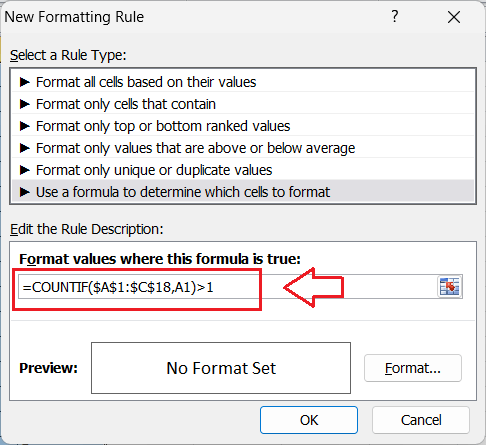 New Formatting Rule
?
Select a Rule Type:
► Format all cells based on their values
► Format only cells that contain
► Format only top or bottom ranked values
► Format only values that are above or below average
► Format only unique or duplicate values
► Use a formula to determine which cells to format
Edit the Rule Description:
Format values where this formula is true:
=COUNTIF($A$1:$C$18,A1)>1
Preview:
No Format Set
Format...
OK
Cancel